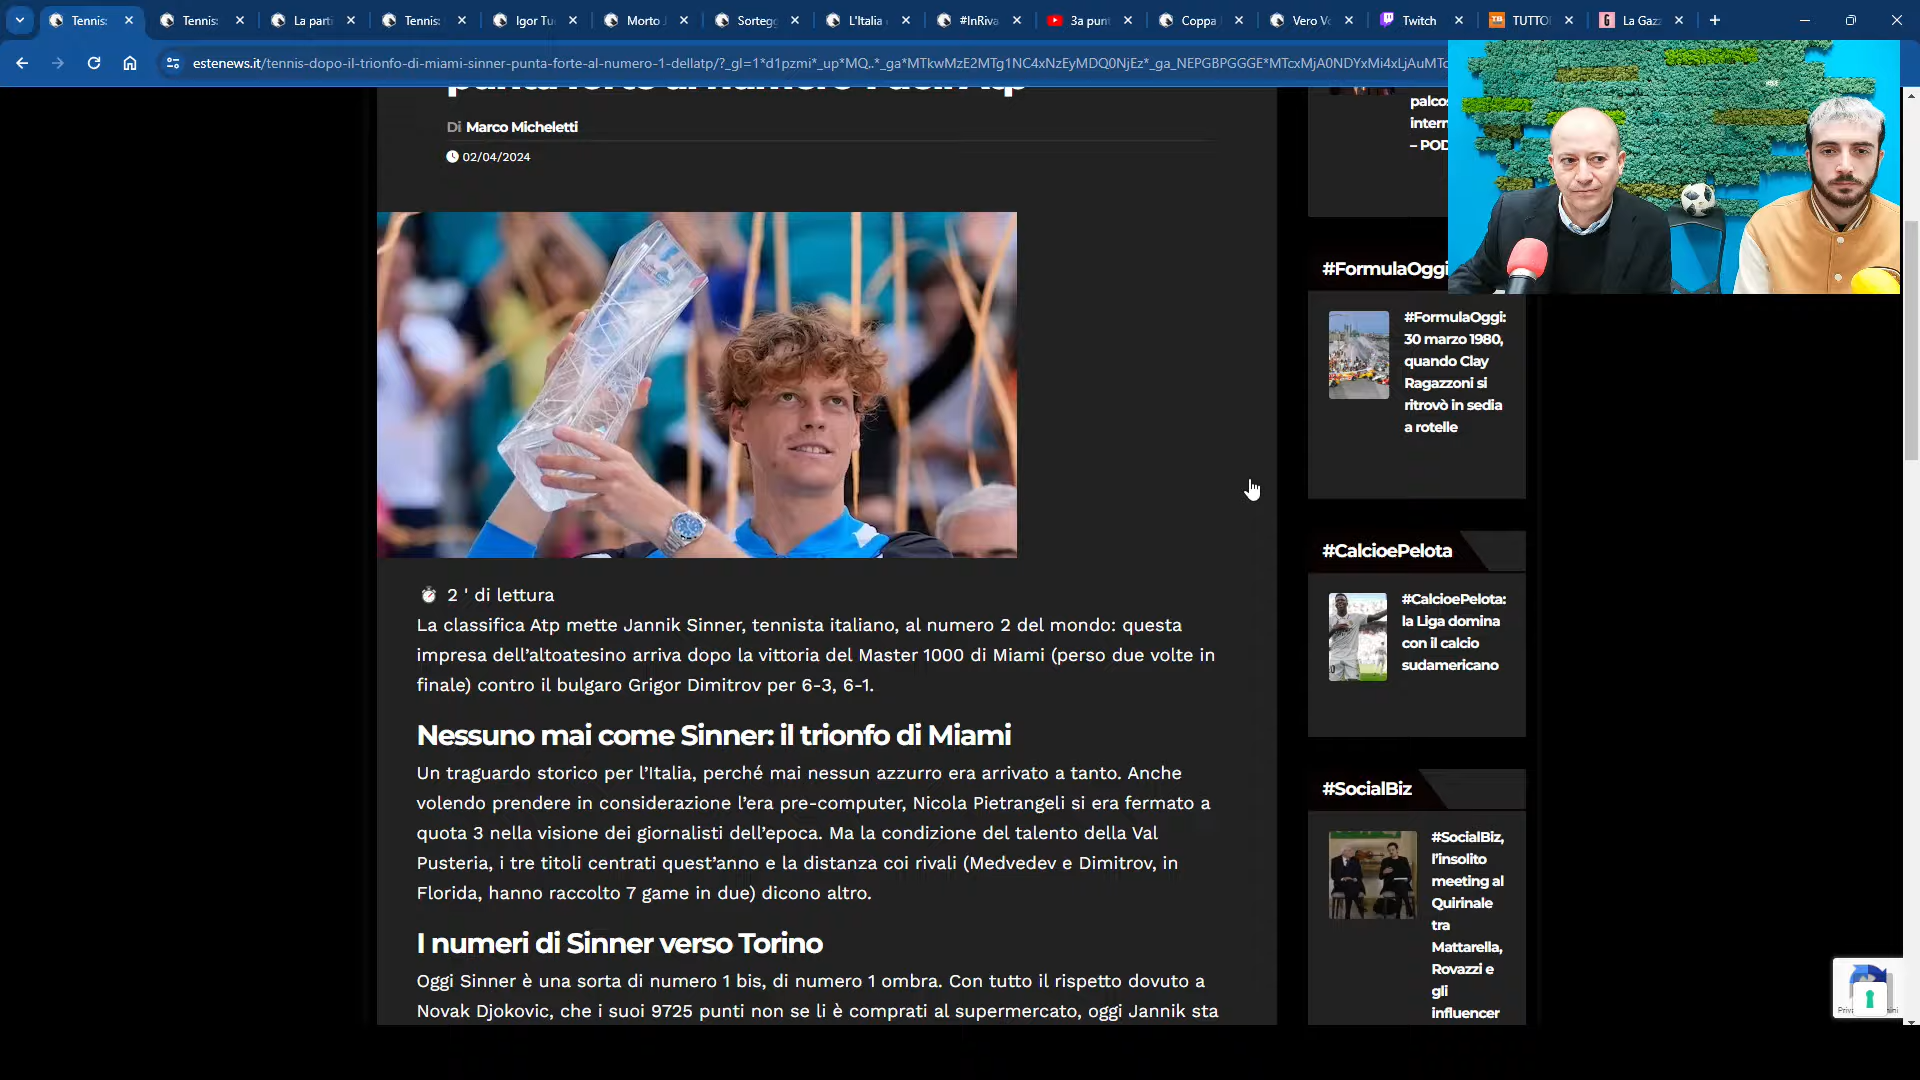 Tennis:
Tennis:
La parti
Tennis:
Igor Tu
Morto J
Sorteg
L'Italia
#InRiva
3a pun
Coppa
Vero Vo
Twitch
TUTTO
La Gaz
estenews.it/tennis-dopo-il-trionfo-di-miami-sinner-punta-forte-al-numero-1-dellatp/?_gl=1*d1pzmi*_up*MQ..*_ga*MTkwMzE2MTg1NC4xNzEyMDQ0NjEz*_ga_NEPGBPGGGE*MTcxMjA0NDYxMi4xLjAuMTc
punta forte al numero 1 dell'Atp
Di Marco Micheletti
02/04/2024
2 ' di lettura
La classifica Atp mette Jannik Sinner, tennista italiano, al numero 2 del mondo: questa
impresa dell’altoatesino arriva dopo la vittoria del Master 1000 di Miami (perso due volte in
finale) contro il bulgaro Grigor Dimitrov per 6-3, 6-1.
Nessuno mai come Sinner: il trionfo di Miami
Un traguardo storico per l’Italia, perché mai nessun azzurro era arrivato a tanto. Anche
volendo prendere in considerazione l’era pre-computer, Nicola Pietrangeli si era fermato a
quota 3 nella visione dei giornalisti dell’epoca. Ma la condizione del talento della Val
Pusteria, i tre titoli centrati quest’anno e la distanza coi rivali (Medvedev e Dimitrov, in
Florida, hanno raccolto 7 game in due) dicono altro.
I numeri di Sinner verso Torino
Oggi Sinner è una sorta di numero 1 bis, di numero 1 ombra. Con tutto il rispetto dovuto a
Novak Djokovic, che i suoi 9725 punti non se li è comprati al supermercato, oggi Jannik sta
palcos
intern
– POD
#FormulaOggi
#FormulaOggi:
30 marzo 1980,
quando Clay
Ragazzoni si
ritrovò in sedia
a rotelle
#CalcioePelota
#CalcioePelota:
la Liga domina
con il calcio
sudamericano
#SocialBiz
#SocialBiz,
l’insolito
meeting al
Quirinale
tra
Mattarella,
Rovazzi e
gli
influencer